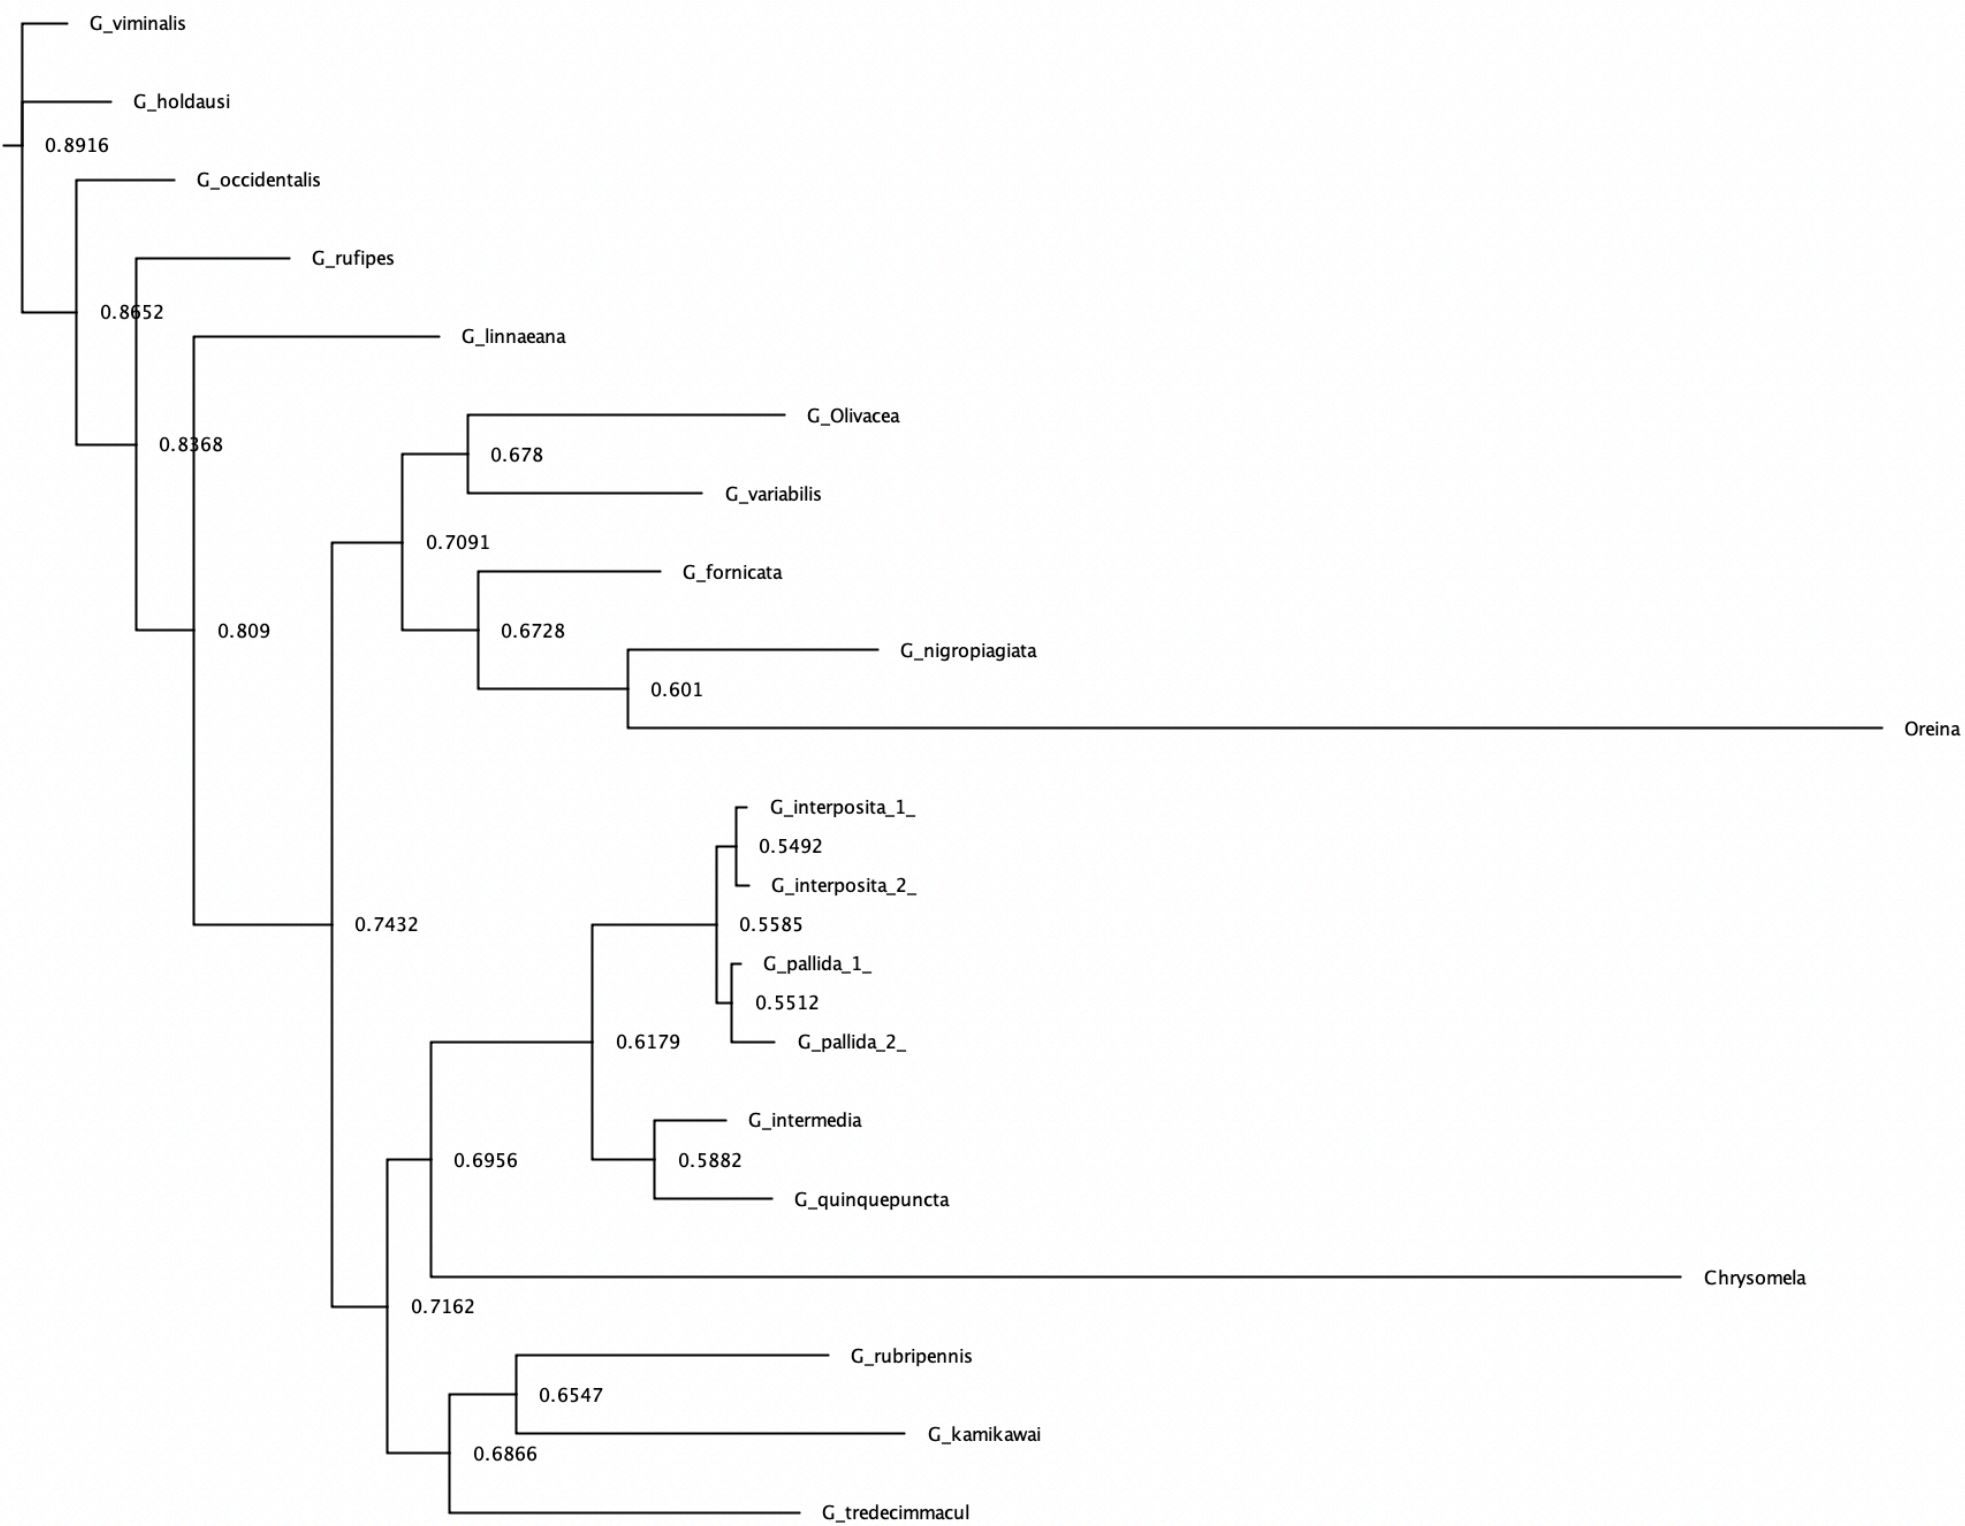 G_viminalis
G_holdausi
0.8916
G_occidentalis
G_rufipes
0.8652
G_linnaeana
G_Olivacea
0.8368
0.678
G_variabilis
0.7091
G_fornicata
0.809
0.6728
G_nigropiagiata
0.601
Oreina
G_interposita_1_
0.5492
G_interposita_2_
0.7432
0.5585
G_pallida_1_
0.5512
0.6179
G_pallida_2_
G_intermedia
0.6956
0.5882
G_quinquepuncta
Chrysomela
0.7162
G_rubripennis
0.6547
G_kamikawai
0.6866
G_tredecimmacul